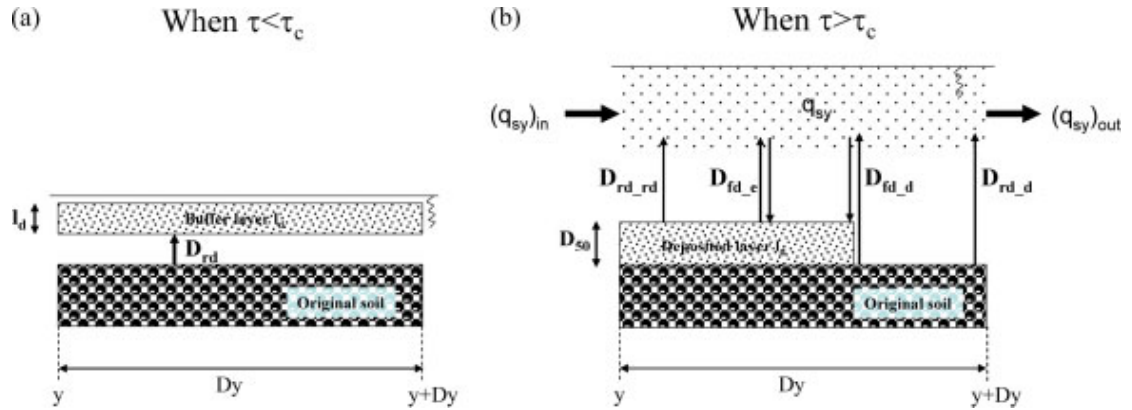 (a)
When τ<τc
ld
Buffer layer ld
Drd
Original soil
Dy
y
y+Dy
(b)
When τ>τc
(qsy)in
qsy
(qsy)out
Drd_rd
Dfd_e
Dfd_d
Drd_d
D50
Deposited layer
Original soil
Dy
y
y+Dy